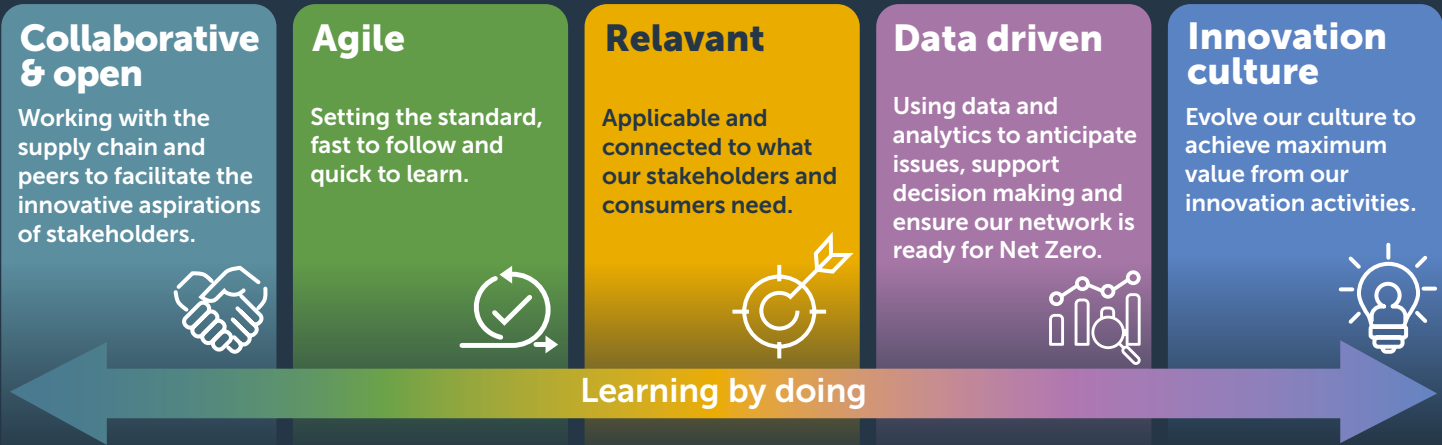 Collaborative
& open
Working with the
supply chain and
peers to facilitate the
innovative aspirations
of stakeholders.
Agile
Setting the standard,
fast to follow and
quick to learn.
Relavant
Applicable and
connected to what
our stakeholders and
consumers need.
Data driven
Using data and
analytics to anticipate
issues, support
decision making and
ensure our network is
ready for Net Zero.
Innovation
culture
Evolve our culture to
achieve maximum
value from our
innovation activities.
Learning by doing